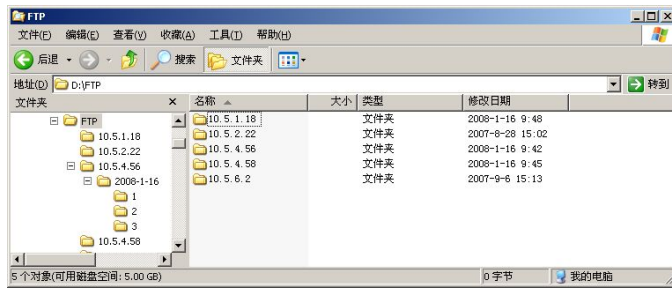 FTP
文件(F) 编辑(E) 查看(V) 收藏(A) 工具(T) 帮助(H)
后退 搜索 文件夹
地址(D) D:\FTP 转到
文件夹 × 名称 大小 类型 修改日期
FTP
10.5.1.18
10.5.2.22
10.5.4.56
2008-1-16
1
2
3
10.5.4.58
10.5.1.18 文件夹 2008-1-16 9:48
10.5.2.22 文件夹 2007-8-28 15:02
10.5.4.56 文件夹 2008-1-16 9:42
10.5.4.58 文件夹 2008-1-16 9:45
10.5.6.2 文件夹 2007-9-6 15:13
5 个对象(可用磁盘空间: 5.00 GB) 0 字节 我的电脑